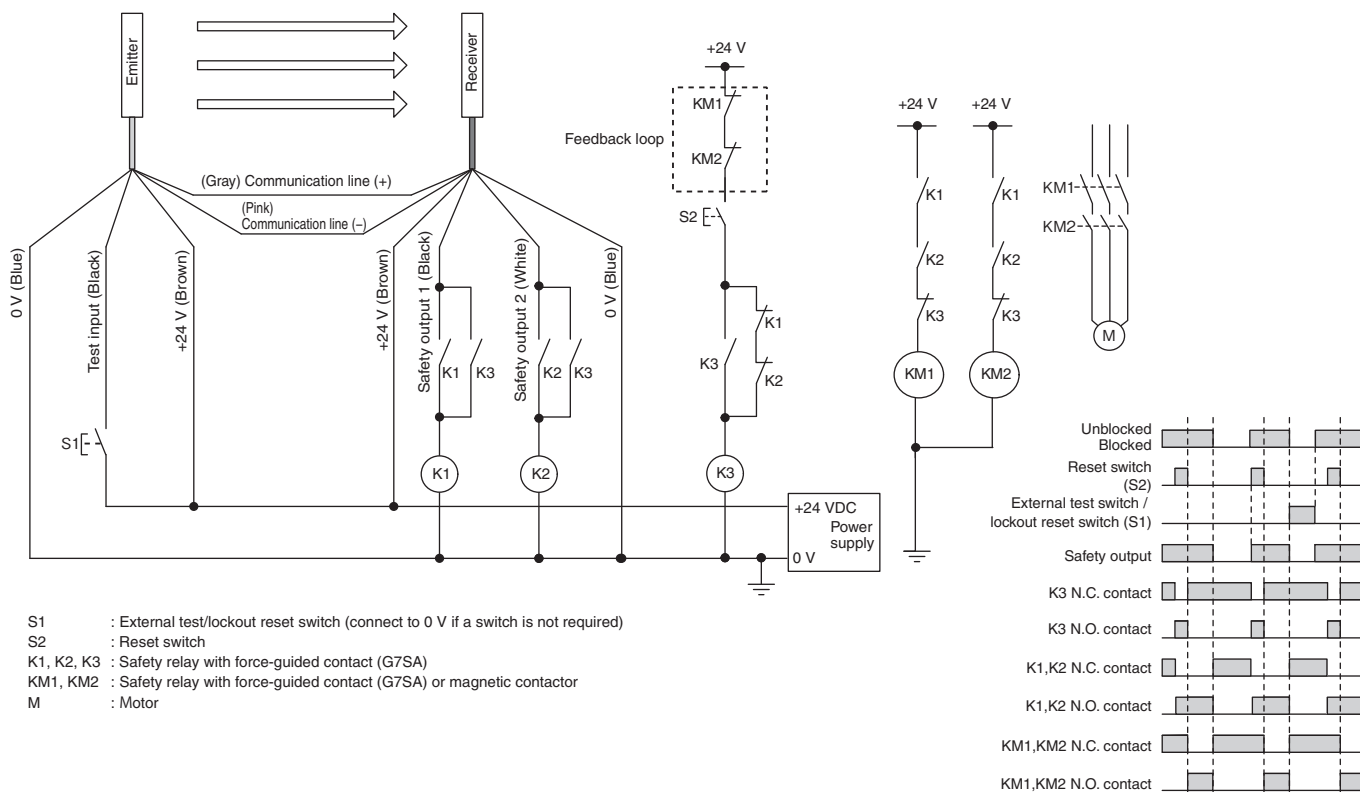 Emitter
Receiver
(Gray) Communication line (+)
(Pink)
Communication line (−)
0 V (Blue)
Test input (Black)
+24 V (Brown)
+24 V (Brown)
Safety output 1 (Black)
Safety output 2 (White)
0 V (Blue)
K1
K3
K2
K3
S1
K1
K2
K3
+24 V
KM1
KM2
Feedback loop
S2
K3
K1
K2
+24 VDC
Power
supply
0 V
+24 V
+24 V
K1
K1
K2
K2
K3
K3
KM1
KM2
KM1
KM2
M
Unblocked
Blocked
Reset switch
(S2)
External test switch /
lockout reset switch (S1)
Safety output
K3 N.C. contact
K3 N.O. contact
K1,K2 N.C. contact
K1,K2 N.O. contact
KM1,KM2 N.C. contact
KM1,KM2 N.O. contact
S1 : External test/lockout reset switch (connect to 0 V if a switch is not required)
S2 : Reset switch
K1, K2, K3 : Safety relay with force-guided contact (G7SA)
KM1, KM2 : Safety relay with force-guided contact (G7SA) or magnetic contactor
M : Motor